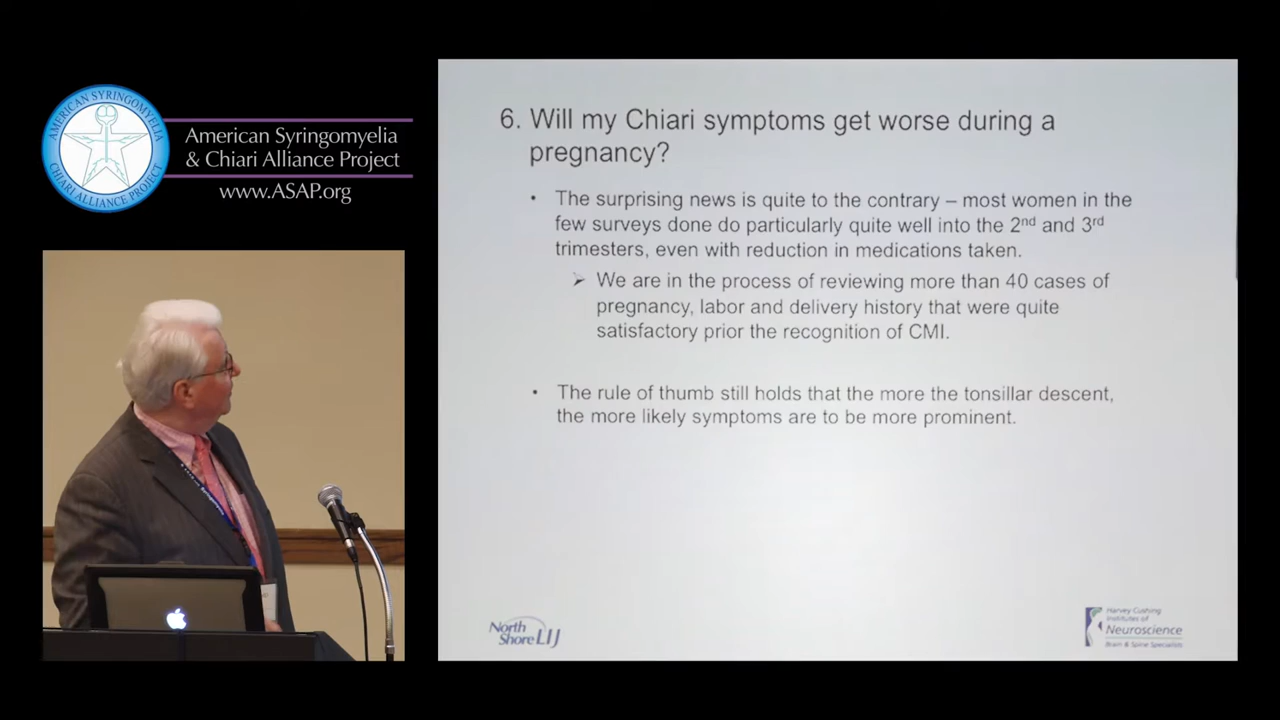 AMERICAN SYRINGOMYELIA
CHIARI ALLIANCE PROJECT
American Syringomyelia
& Chiari Alliance Project
www.ASAP.org
6. Will my Chiari symptoms get worse during a
pregnancy?
• The surprising news is quite to the contrary – most women in the
few surveys done do particularly quite well into the 2nd and 3rd
trimesters, even with reduction in medications taken.
➢ We are in the process of reviewing more than 40 cases of
pregnancy, labor and delivery history that were quite
satisfactory prior the recognition of CMI.
• The rule of thumb still holds that the more the tonsillar descent,
the more likely symptoms are to be more prominent.
North
Shore LIJ
Harvey Cushing
Institutes of
Neuroscience
Brain & Spine Specialists